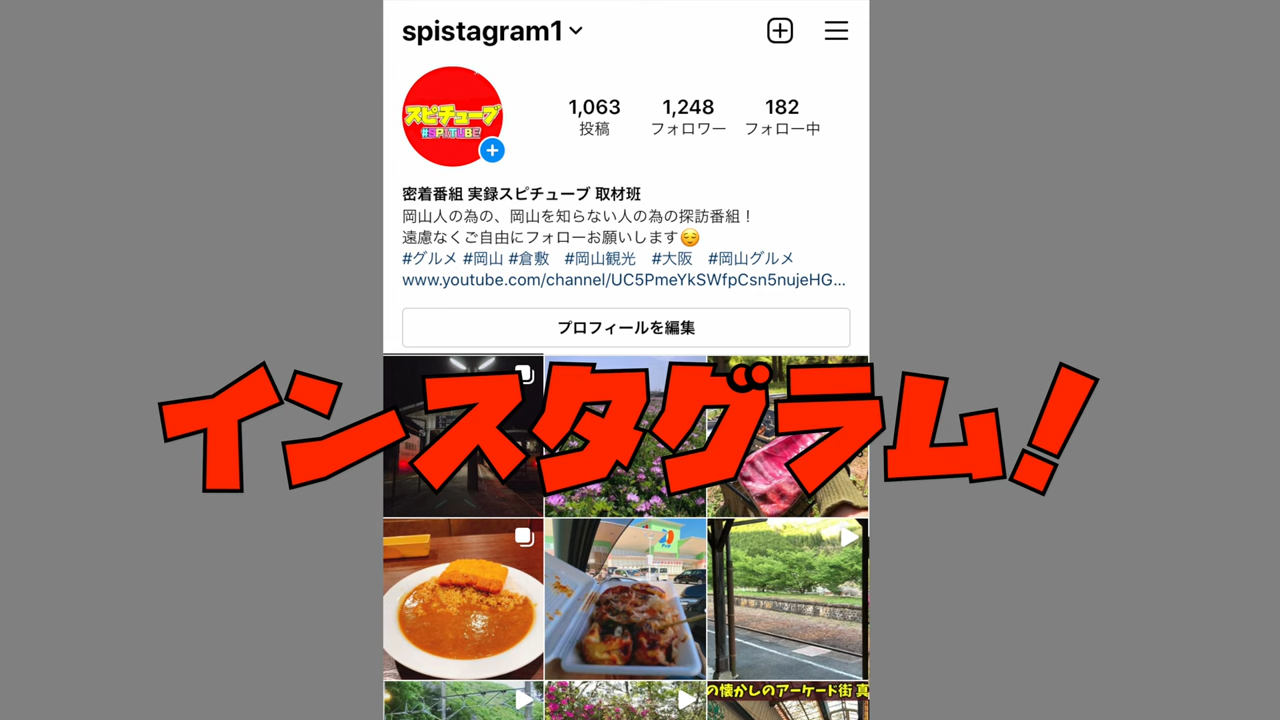 spistagram1
スピチューブ
#SPITUBE
1,063
1,248
182
投稿
フォロワー
フォロー中
密着番組 実録スピチューブ 取材班
岡山人の為の、岡山を知らない人の為の探訪番組！
遠慮なくご自由にフォローお願いします😌
#グルメ #岡山 #倉敷　#岡山観光　#大阪　#岡山グルメ
www.youtube.com/channel/UC5PmeYkSWfpCsn5nujeHG...
プロフィールを編集
インスタグラム！
の懐かしのアーケード街 真